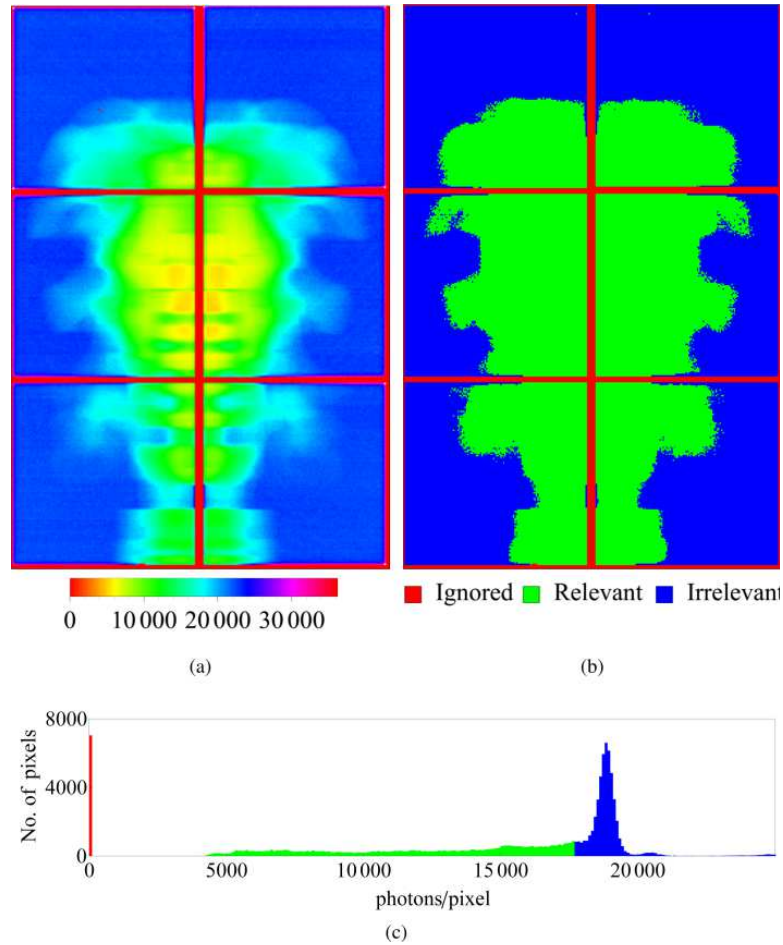 0 10 000 20 000 30 000
Ignored Relevant Irrelevant
(a)
(b)
8000
4000
0
No. of pixels
0 5000 10 000 15 000 20 000
photons/pixel
(c)